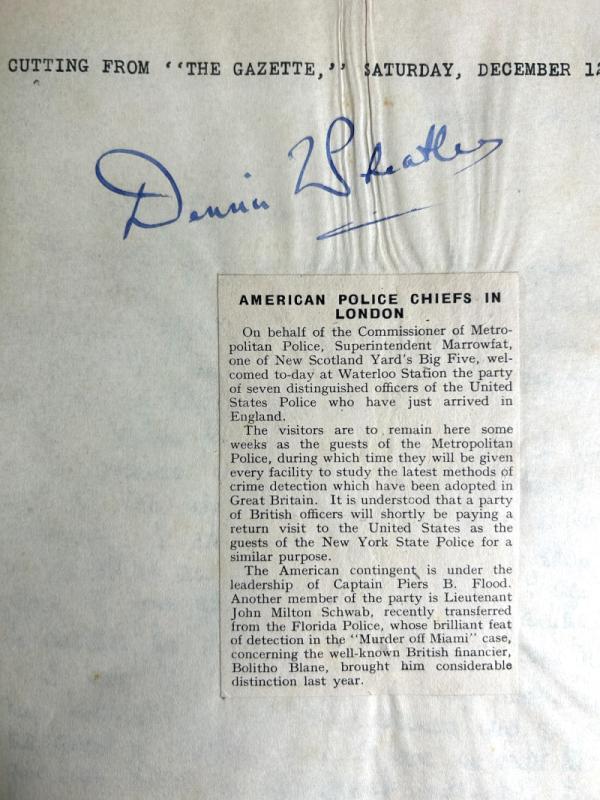 CUTTING FROM “THE GAZETTE,” SATURDAY, DECEMBER 12
Dennis Wheatley
AMERICAN POLICE CHIEFS IN
LONDON
On behalf of the Commissioner of Metro-
politan Police, Superintendent Marrowfat,
one of New Scotland Yard's Big Five, wel-
comed to-day at Waterloo Station the party
of seven distinguished officers of the United
States Police who have just arrived in
England.
The visitors are to remain here some
weeks as the guests of the Metropolitan
Police, during which time they will be given
every facility to study the latest methods of
crime detection which have been adopted in
Great Britain. It is understood that a party
of British officers will shortly be paying a
return visit to the United States as the
guests of the New York State Police for a
similar purpose.
The American contingent is under the
leadership of Captain Piers B. Flood.
Another member of the party is Lieutenant
John Milton Schwab, recently transferred
from the Florida Police, whose brilliant feat
of detection in the "Murder off Miami" case,
concerning the well-known British financier,
Bolitho Blane, brought him considerable
distinction last year.